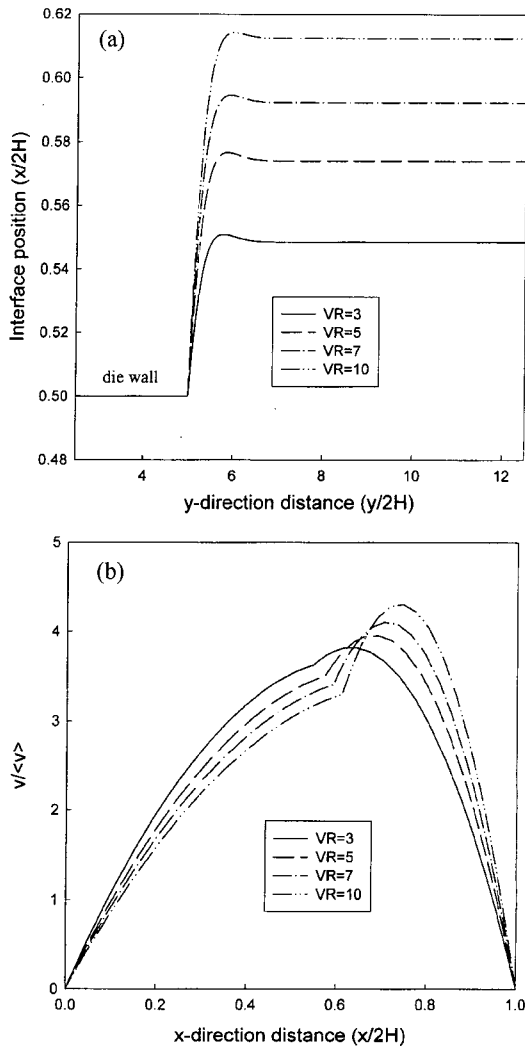 (a)
0.62
0.60
0.58
0.56
0.54
0.52
0.50
0.48
Interface position (x/2H)
VR=3
VR=5
VR=7
VR=10
die wall
4
6
8
10
12
y-direction distance (y/2H)
(b)
5
4
3
2
1
0
v/<v>
VR=3
VR=5
VR=7
VR=10
0.0
0.2
0.4
0.6
0.8
1.0
x-direction distance (x/2H)